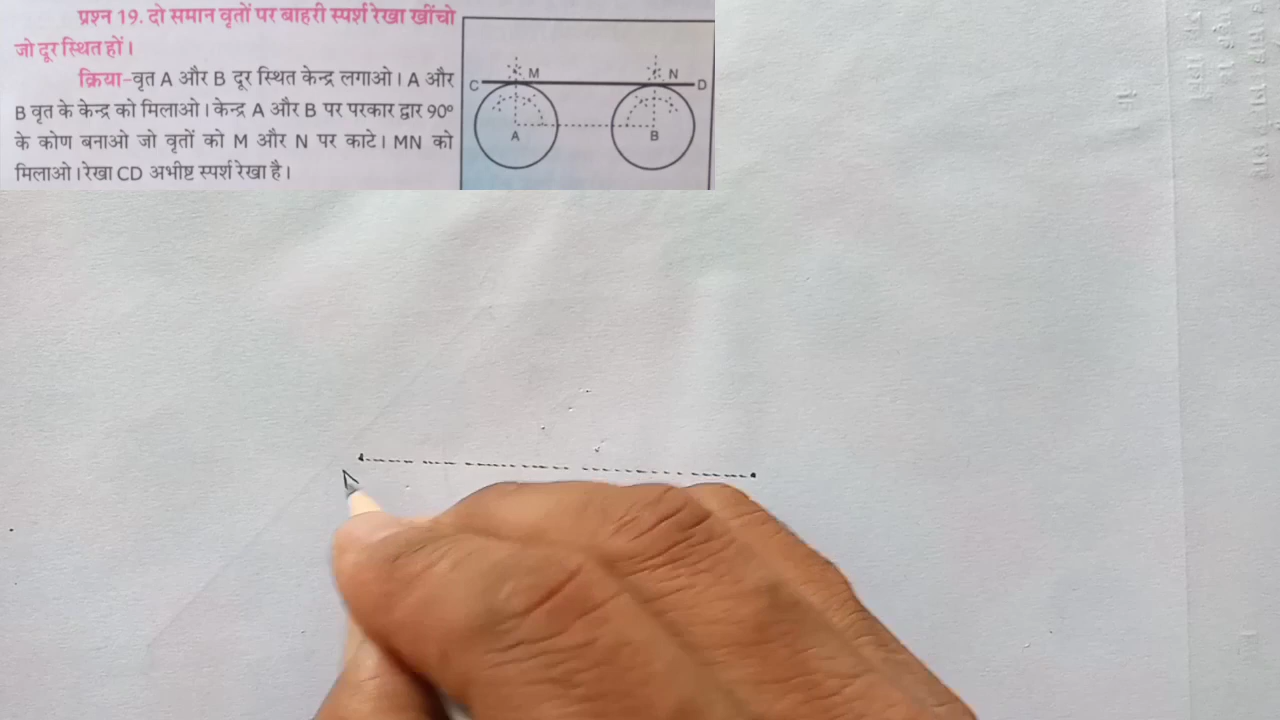 प्रश्न 19. दो समान वृतों पर बाहरी स्पर्श रेखा खींचो
जो दूर स्थित हों।
क्रिया-वृत A और B दूर स्थित केन्द्र लगाओ। A और
B वृत के केन्द्र को मिलाओ। केन्द्र A और B पर परकार द्वार 90°
के कोण बनाओ जो वृतों को M और N पर काटे। MN को
मिलाओ। रेखा CD अभीष्ट स्पर्श रेखा है।
M N
C D
A B